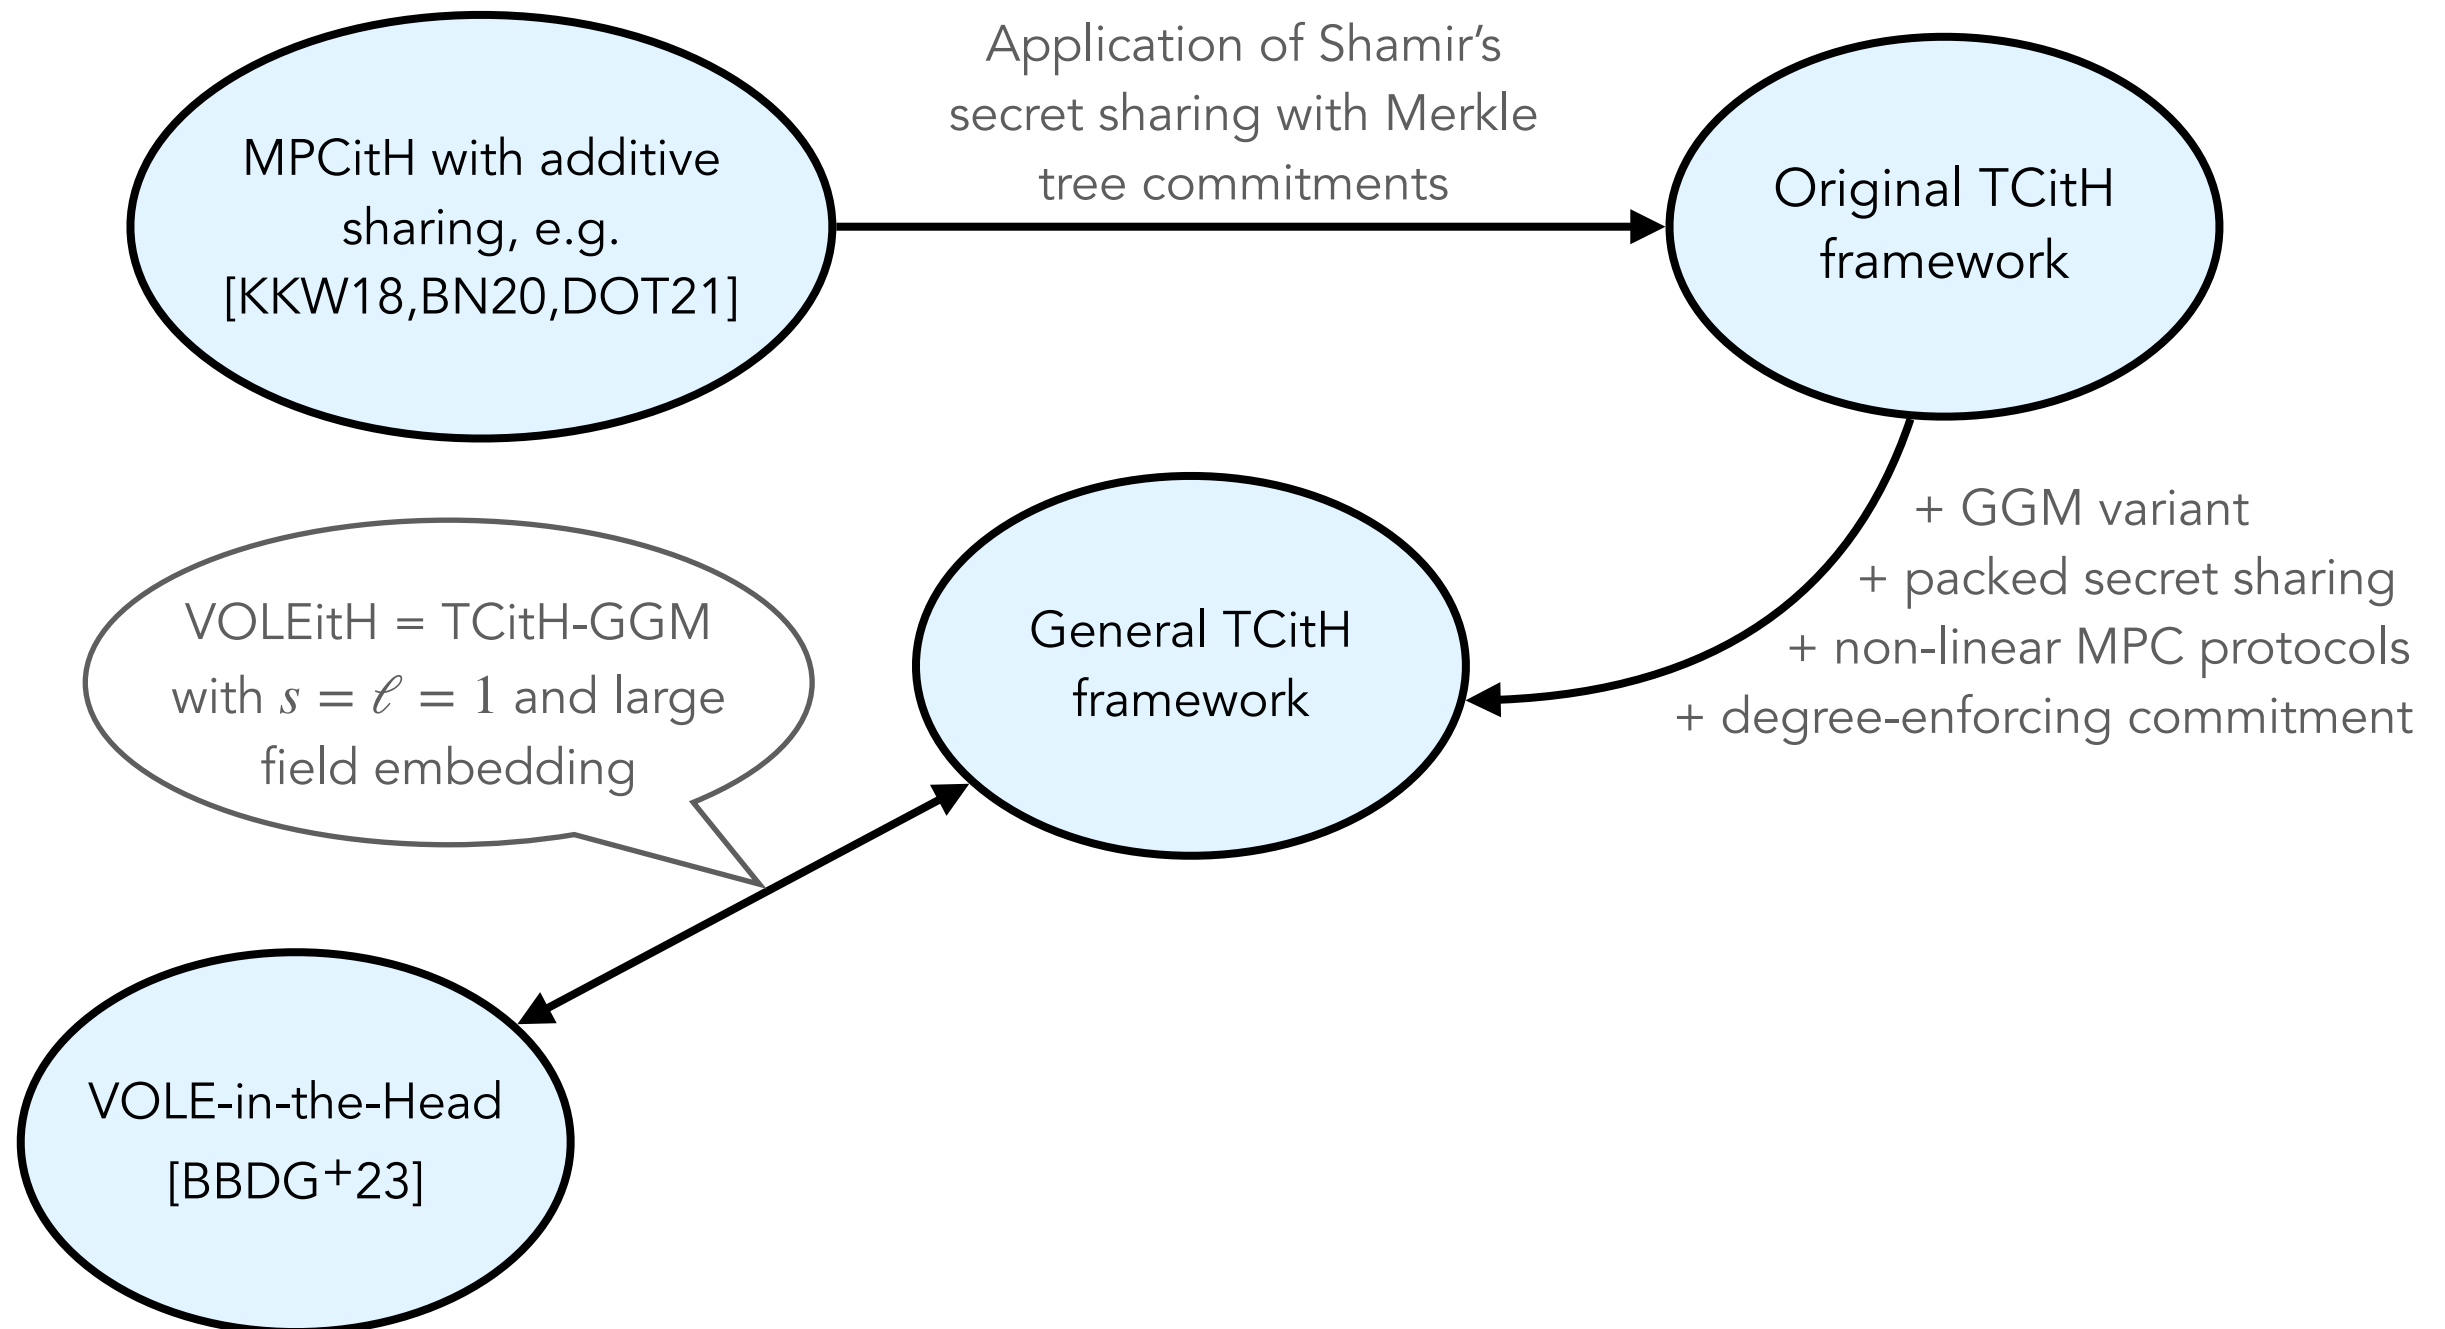 MPCitH with additive
sharing, e.g.
[KKW18,BN20,DOT21]
Application of Shamir’s
secret sharing with Merkle
tree commitments
Original TCitH
framework
+ GGM variant
+ packed secret sharing
+ non-linear MPC protocols
+ degree-enforcing commitment
General TCitH
framework
VOLEitH = TCitH-GGM
with s = ℓ = 1 and large
field embedding
VOLE-in-the-Head
[BBDG⁺23]